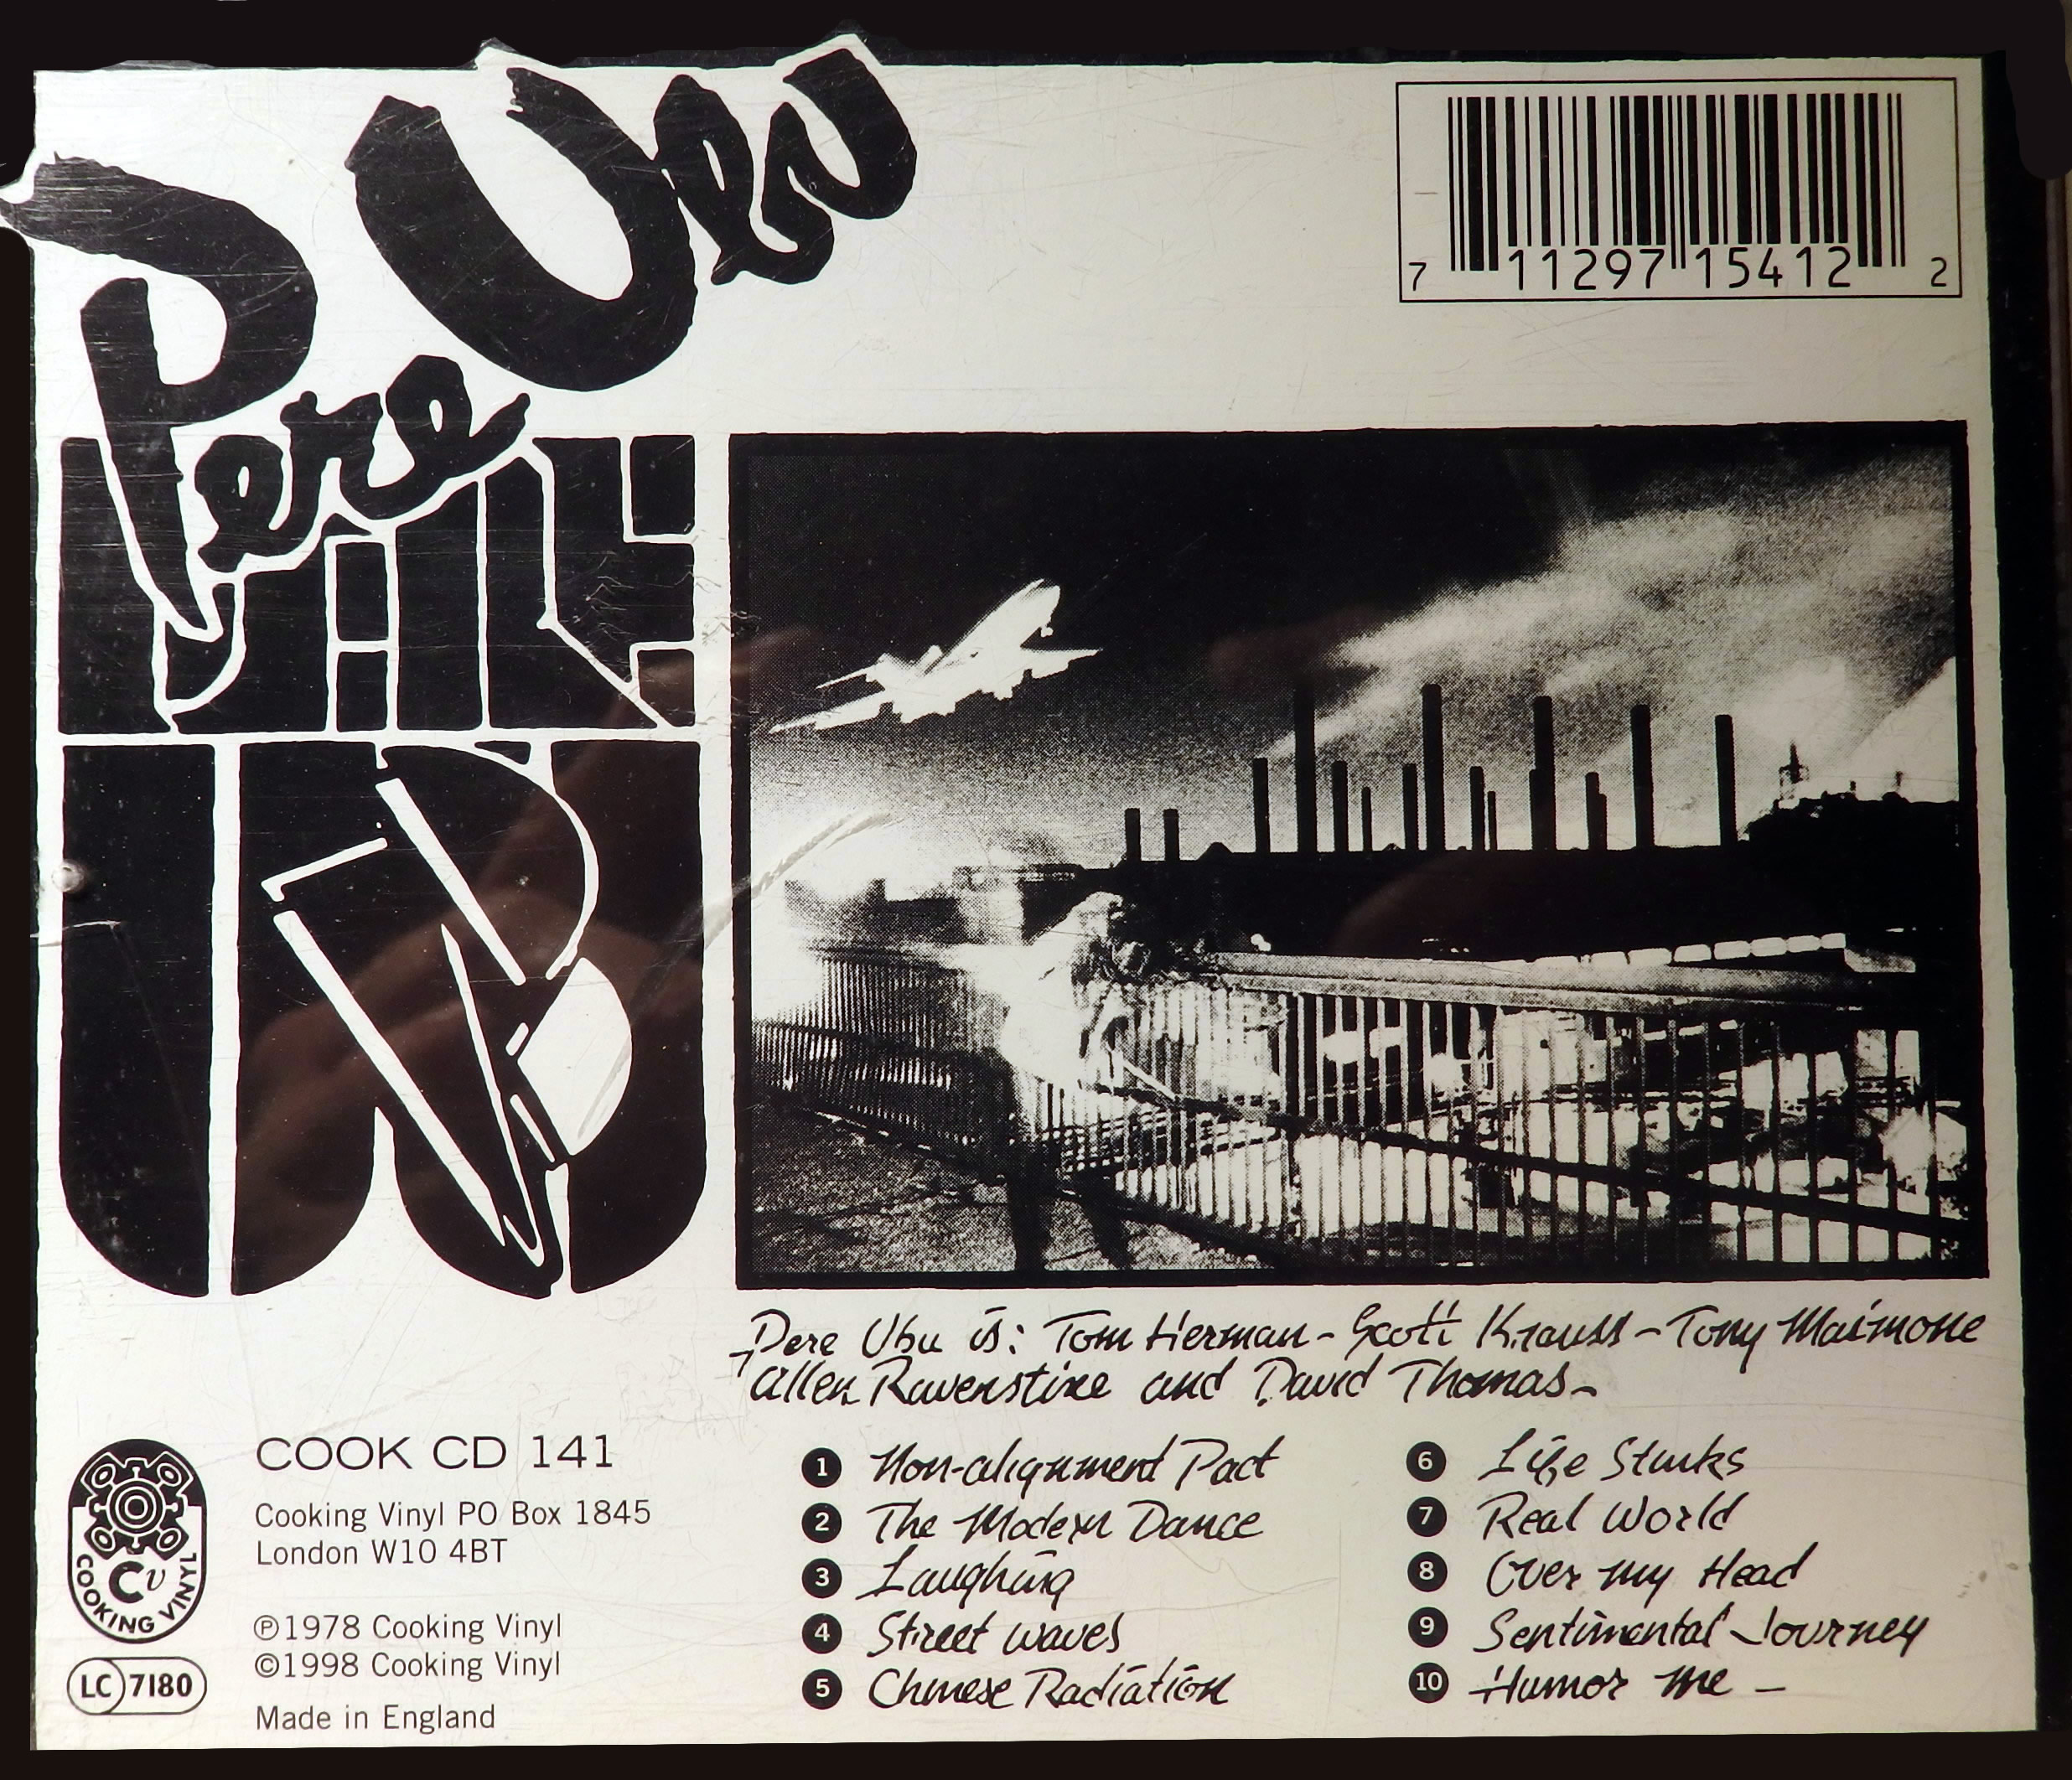 Pere Ubu
7 11297 15412 2
Pere Ubu is: Tom Herman - Scott Krauss - Tony Maimone
Allen Ravenstine and David Thomas -
1 Non-alignment Pact
2 The Modern Dance
3 Laughing
4 Street waves
5 Chinese Radiation
6 Life Stinks
7 Real World
8 Over my Head
9 Sentimental Journey
10 Humor me -
COOK CD 141
Cooking Vinyl PO Box 1845
London W10 4BT
℗1978 Cooking Vinyl
©1998 Cooking Vinyl
Made in England
Cv
COOKING VINYL
LC 7180